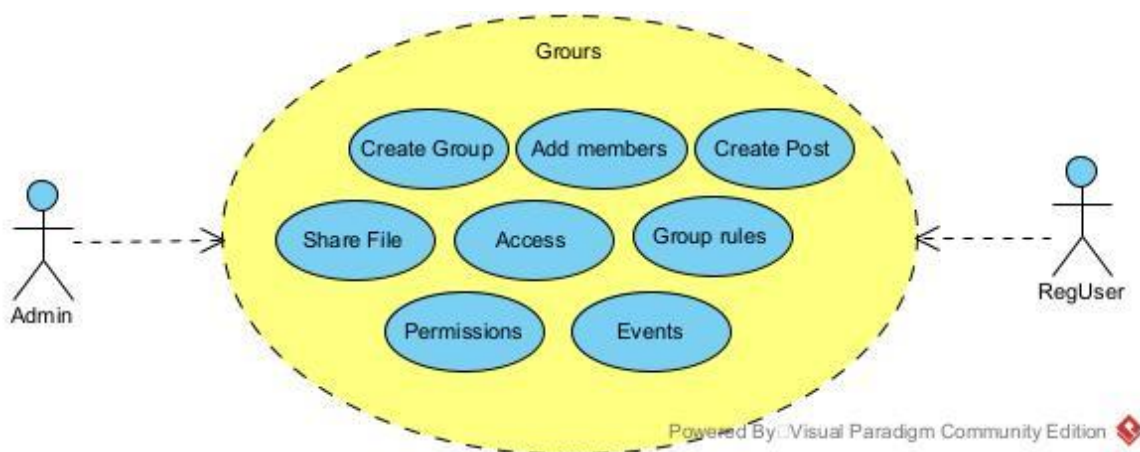 Grours
Create Group
Add members
Create Post
Share File
Access
Group rules
Admin
RegUser
Permissions
Events
Powered By Visual Paradigm Community Edition